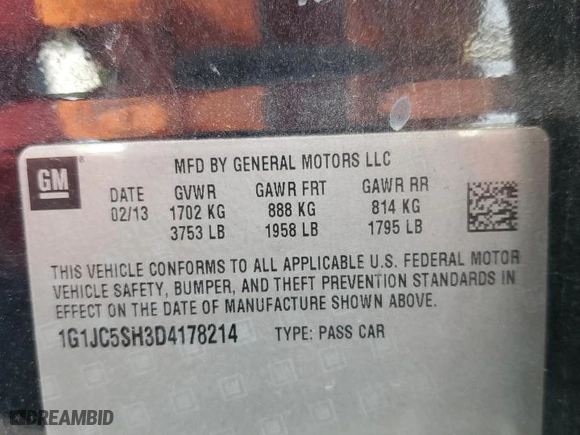 GM
MFD BY GENERAL MOTORS LLC
DATE GVWR GAWR FRT GAWR RR
02/13 1702 KG 888 KG 814 KG
3753 LB 1958 LB 1795 LB
THIS VEHICLE CONFORMS TO ALL APPLICABLE U.S. FEDERAL MOTOR
VEHICLE SAFETY, BUMPER, AND THEFT PREVENTION STANDARDS IN
EFFECT ON THE DATE OF MANUFACTURE SHOWN ABOVE.
1G1JC5SH3D4178214 TYPE: PASS CAR
DREAMBID